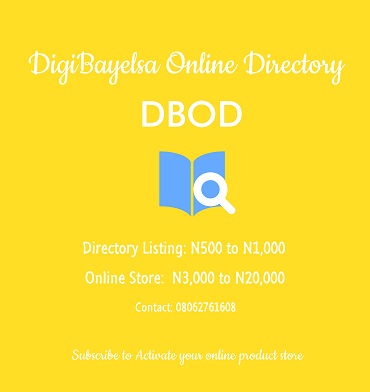 DigiBayelsa Online Directory
DBOD
Directory Listing: N500 to N1,000
Online Store:  N3,000 to N20,000
Contact: 08062761608
Subscribe to Activate your online product store